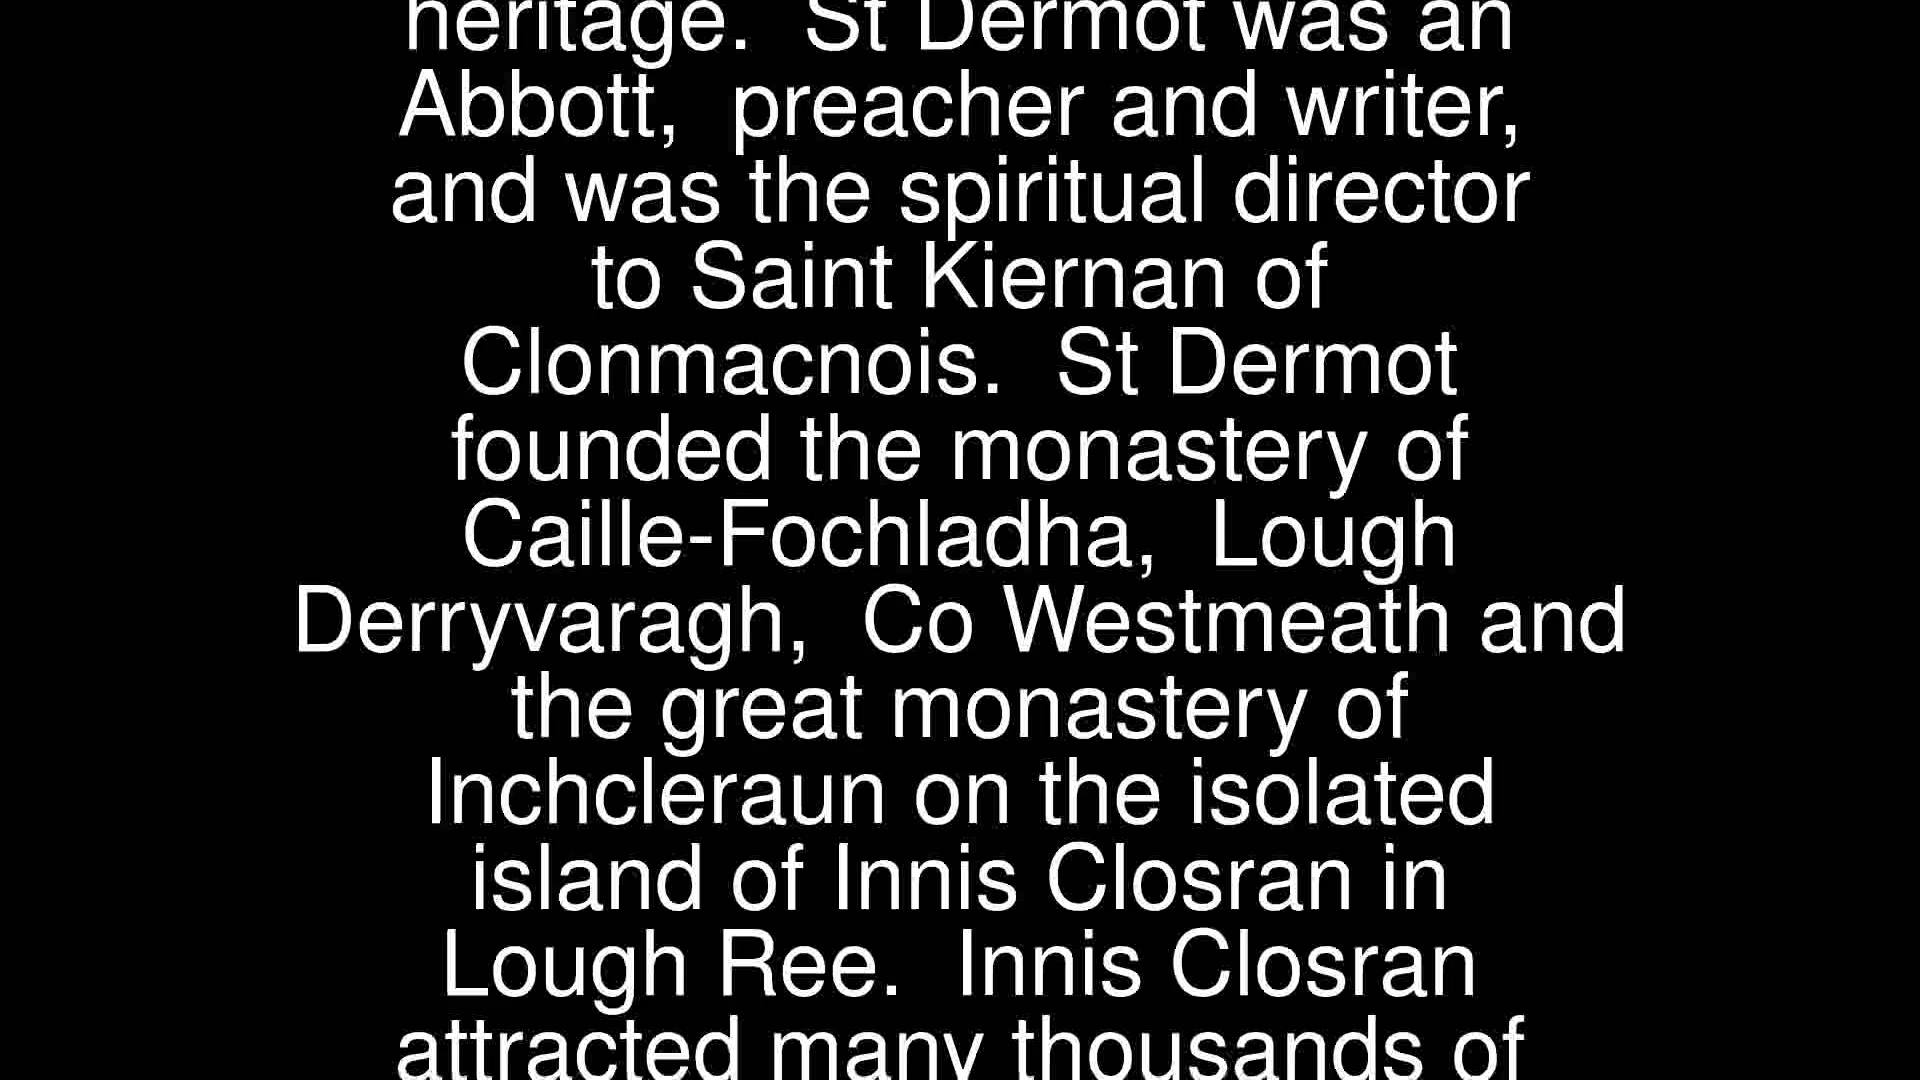 heritage.  St Dermot was an
Abbott,  preacher and writer,
and was the spiritual director
to Saint Kiernan of
Clonmacnois.  St Dermot
founded the monastery of
Caille-Fochladha,  Lough
Derryvaragh,  Co Westmeath and
the great monastery of
Inchcleraun on the isolated
island of Innis Closran in
Lough Ree.  Innis Closran
attracted many thousands of